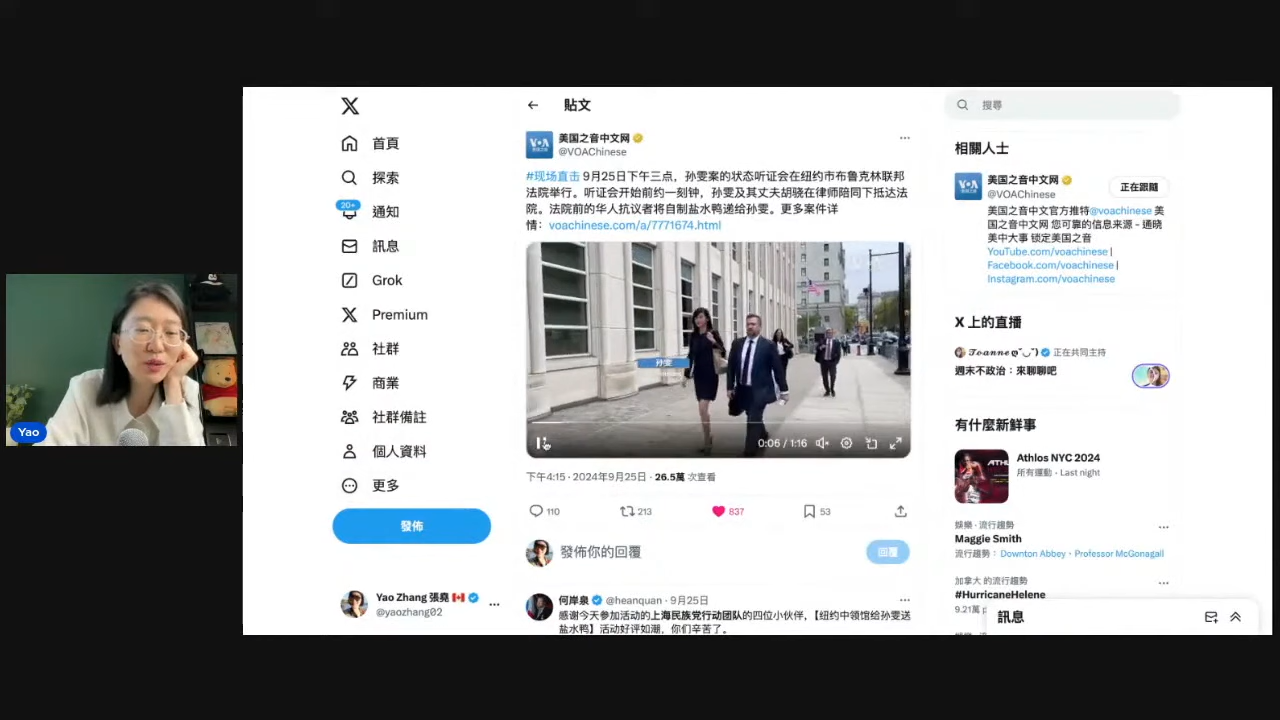 Yao
首頁
探索
20+
通知
訊息
Grok
Premium
社群
商業
社群備註
個人資料
更多
發佈
Yao Zhang 張堯 🇨🇦
@yaozhang02
貼文
VOA
美国之音中文网
@VOAChinese
#现场直击 9月25日下午三点，孙雯案的状态听证会在纽约市布鲁克林联邦
法院举行。听证会开始前约一刻钟，孙雯及其丈夫胡骁在律师陪同下抵达法
院。法院前的华人抗议者将自制盐水鸭递给孙雯。更多案件详
情：voachinese.com/a/7771674.html
孙雯
0:06 / 1:16
下午4:15 · 2024年9月25日 · 26.5萬 次查看
110
213
837
53
發佈你的回覆
回覆
何岸泉 @heanquan · 9月25日
感谢今天参加活动的上海民族党行动团队的四位小伙伴，【纽约中领馆给孙雯送
盐水鸭】活动好评如潮，你们辛苦了。
搜尋
相關人士
VOA
美国之音中文网
@VOAChinese
正在跟隨
美国之音中文官方推特@voachinese 美
国之音中文网 您可靠的信息来源 - 通晓
美中大事 锁定美国之音
YouTube.com/voachinese |
Facebook.com/voachinese |
Instagram.com/voachinese
X 上的直播
正在共同主持
週末不政治：來聊聊吧
有什麼新鮮事
Athlos NYC 2024
所有運動 · Last night
娛樂 · 流行趨勢
Maggie Smith
流行趨勢： Downton Abbey · Professor McGonagall
加拿大 的流行趨勢
#HurricaneHelene
9.21萬
訊息